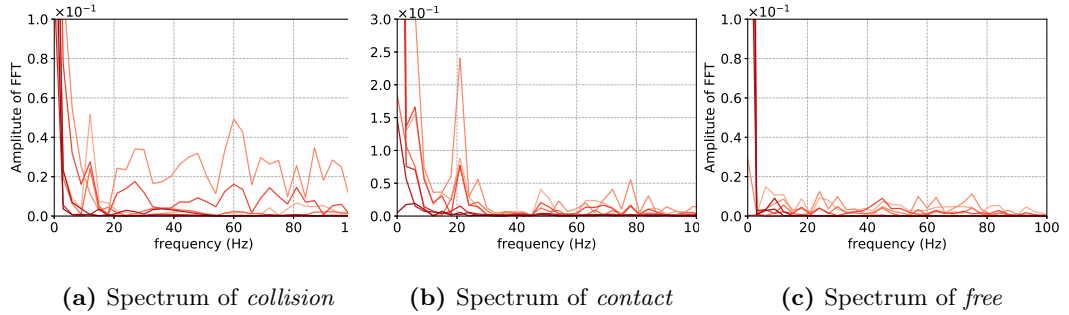 ×10⁻¹ ×10⁻¹ ×10⁻¹
1.0 3.0 1.0
0.8 2.5 0.8
2.0
0.6 0.6
1.5
0.4 0.4
1.0
0.2 0.5 0.2
0.0 0.0 0.0
Amplitute of FFT Amplitute of FFT
0 20 40 60 80 0 20 40 60 80 100 0 20 40 60 80 100
frequency (Hz) frequency (Hz) frequency (Hz)
(a) Spectrum of collision (b) Spectrum of contact (c) Spectrum of free